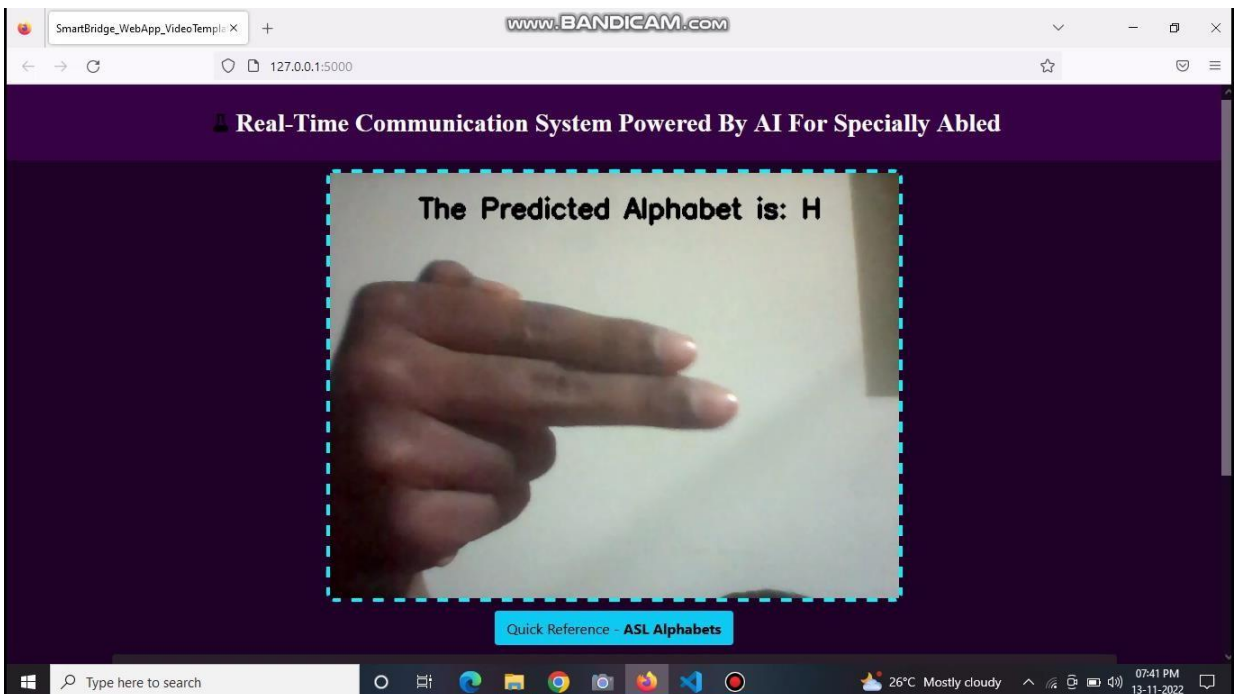 www.BANDICAM.com
SmartBridge_WebApp_VideoTempla
127.0.0.1:5000
Real-Time Communication System Powered By AI For Specially Abled
The Predicted Alphabet is: H
Quick Reference - ASL Alphabets
Type here to search
26°C Mostly cloudy
07:41 PM
13-11-2022